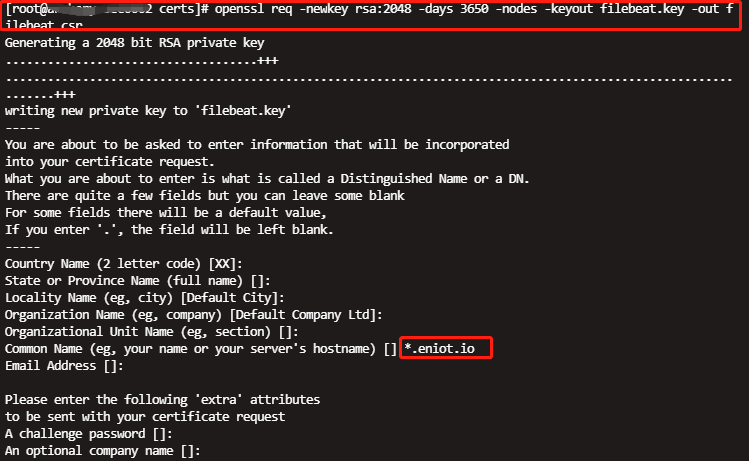 [root@ certs]# openssl req -newkey rsa:2048 -days 3650 -nodes -keyout filebeat.key -out f
ilebeat.csr
Generating a 2048 bit RSA private key
...................................+++
.............................................................................................................
.......+++
writing new private key to 'filebeat.key'
-----
You are about to be asked to enter information that will be incorporated
into your certificate request.
What you are about to enter is what is called a Distinguished Name or a DN.
There are quite a few fields but you can leave some blank
For some fields there will be a default value,
If you enter '.', the field will be left blank.
-----
Country Name (2 letter code) [XX]:
State or Province Name (full name) []:
Locality Name (eg, city) [Default City]:
Organization Name (eg, company) [Default Company Ltd]:
Organizational Unit Name (eg, section) []:
Common Name (eg, your name or your server's hostname) [] *.eniot.io
Email Address []:
Please enter the following 'extra' attributes
to be sent with your certificate request
A challenge password []:
An optional company name []: